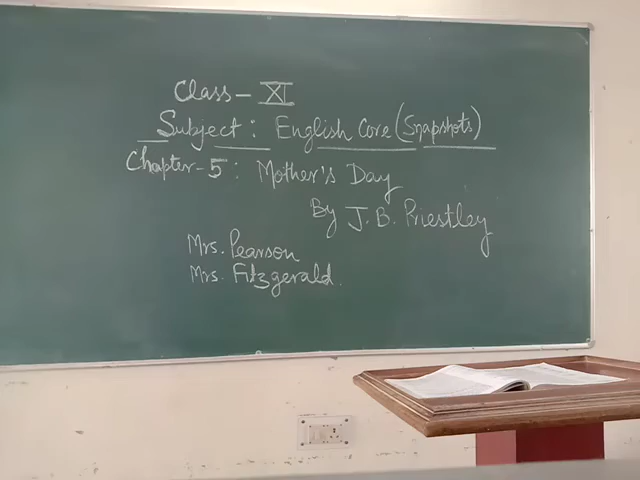 Class - XI
Subject: English Core (Snapshots)
Chapter-5: Mother's Day
By J. B. Priestley
Mrs. Pearson
Mrs. Fitzgerald.